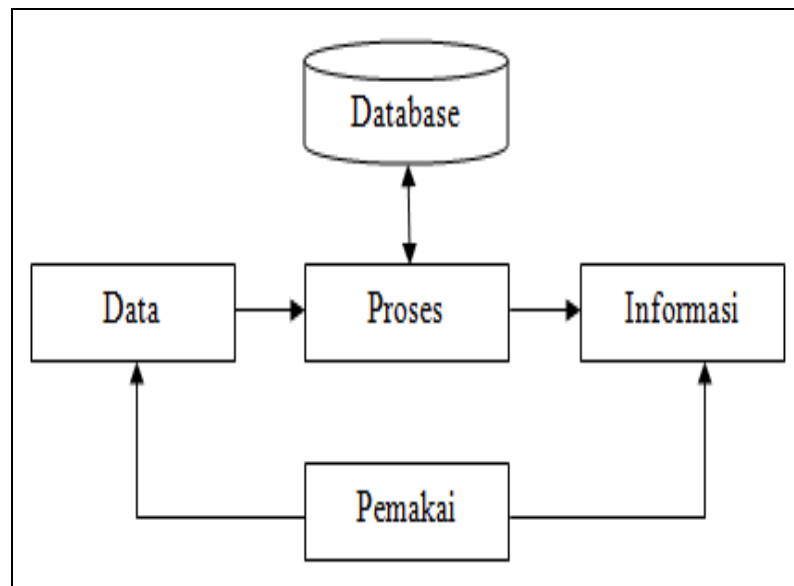 Database
Data
Proses
Informasi
Pemakai